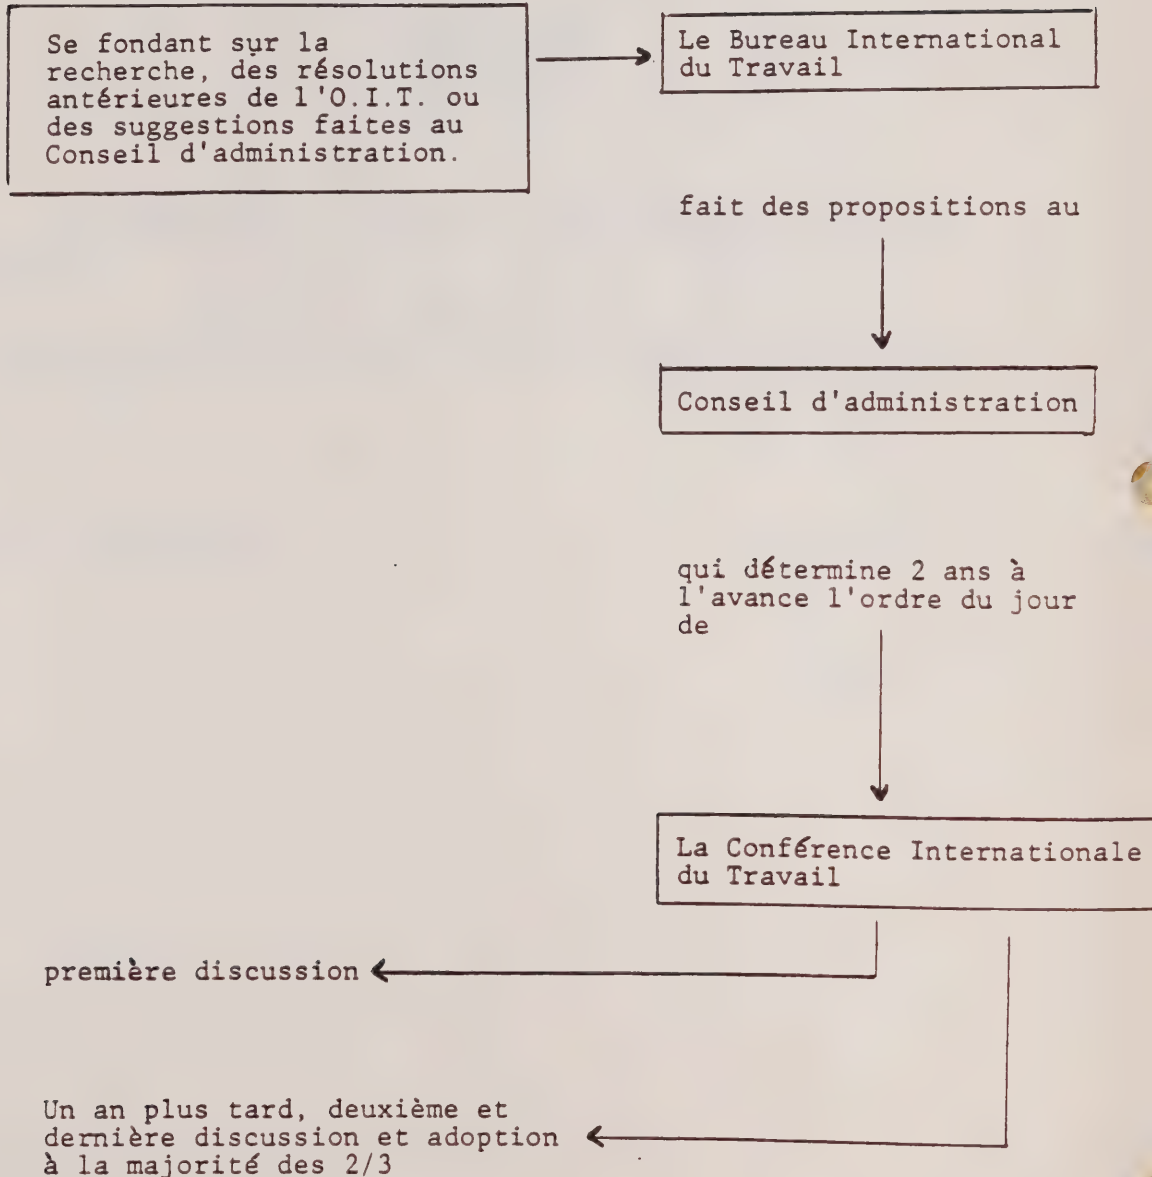 Se fondant sur la
recherche, des résolutions
antérieures de l'O.I.T. ou
des suggestions faites au
Conseil d'administration.
Le Bureau International
du Travail
fait des propositions au
Conseil d'administration
qui détermine 2 ans à
l'avance l'ordre du jour
de
La Conférence Internationale
du Travail
première discussion
Un an plus tard, deuxième et
dernière discussion et adoption
à la majorité des 2/3